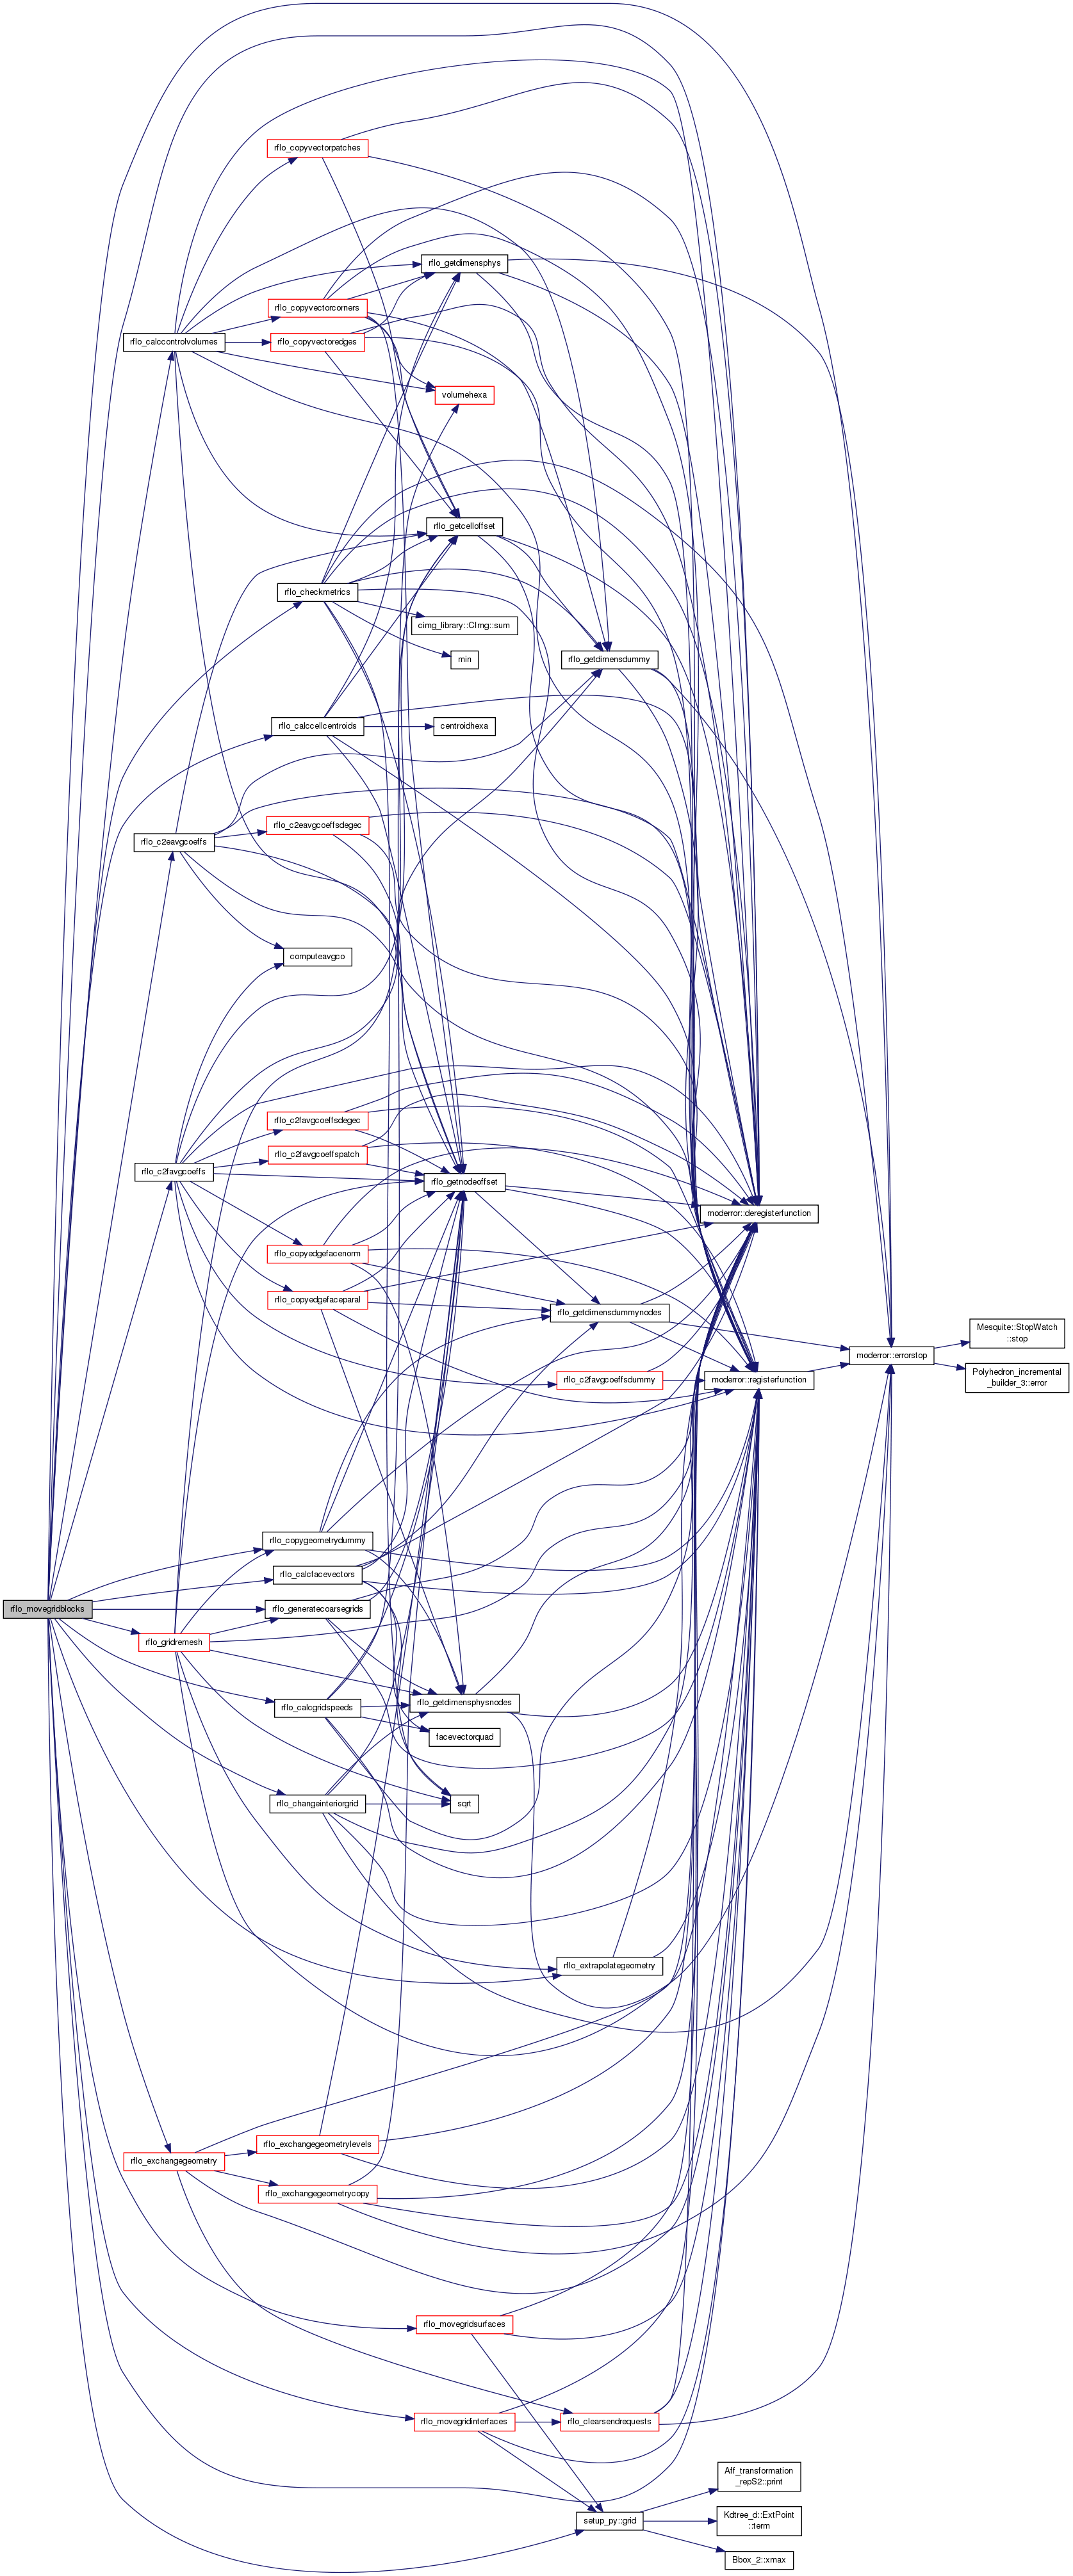 rflo_copyvectorpatches
rflo_getdimensphys
rflo_copyvectorcorners
rflo_calccontrolvolumes
rflo_copyvectoredges
volumehexa
rflo_getcelloffset
rflo_checkmetrics
cimg_library::CImg::sum
min
rflo_getdimensdummy
rflo_calccellcentroids
centroidhexa
rflo_c2eavgcoeffsdegec
rflo_c2eavgcoeffs
computeavgco
rflo_c2favgcoeffsdegec
rflo_c2favgcoeffspatch
rflo_c2favgcoeffs
rflo_getnodeoffset
moderror::deregisterfunction
rflo_copyedgefacenorm
rflo_copyedgefaceparal
rflo_getdimensdummynodes
Mesquite::StopWatch
::stop
moderror::errorstop
Polyhedron_incremental
_builder_3::error
rflo_c2favgcoeffsdummy
moderror::registerfunction
rflo_copygeometrydummy
rflo_calcfacevectors
rflo_movegridblocks
rflo_generatecoarsegrids
rflo_gridremesh
rflo_getdimensphysnodes
rflo_calcgridspeeds
facevectorquad
rflo_changeinteriorgrid
sqrt
rflo_extrapolategeometry
rflo_exchangegeometrylevels
rflo_exchangegeometry
rflo_exchangegeometrycopy
rflo_movegridsurfaces
rflo_movegridinterfaces
rflo_clearsendrequests
Aff_transformation
_repS2::print
setup_py::grid
Kdtree_d::ExtPoint
::term
Bbox_2::xmax